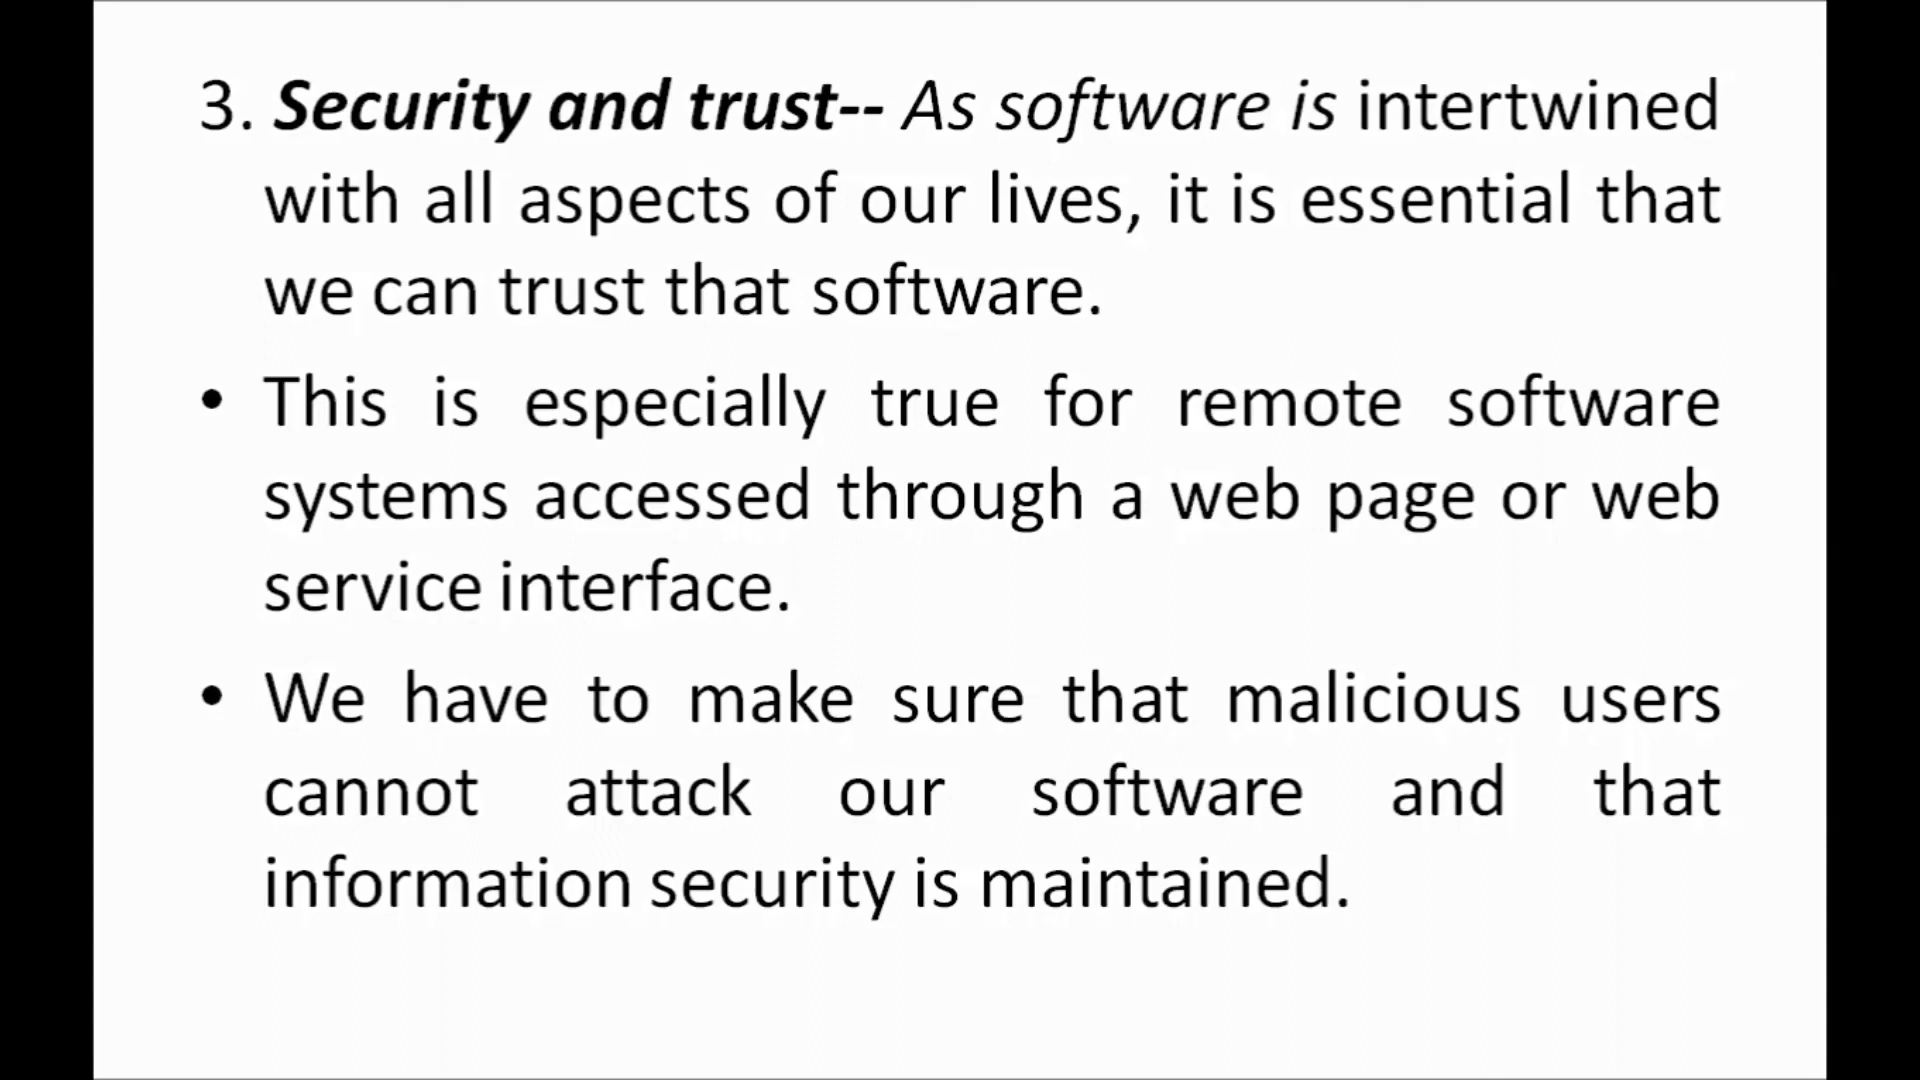 3. Security and trust-- As software is intertwined
with all aspects of our lives, it is essential that
we can trust that software.
• This is especially true for remote software
systems accessed through a web page or web
service interface.
• We have to make sure that malicious users
cannot attack our software and that
information security is maintained.